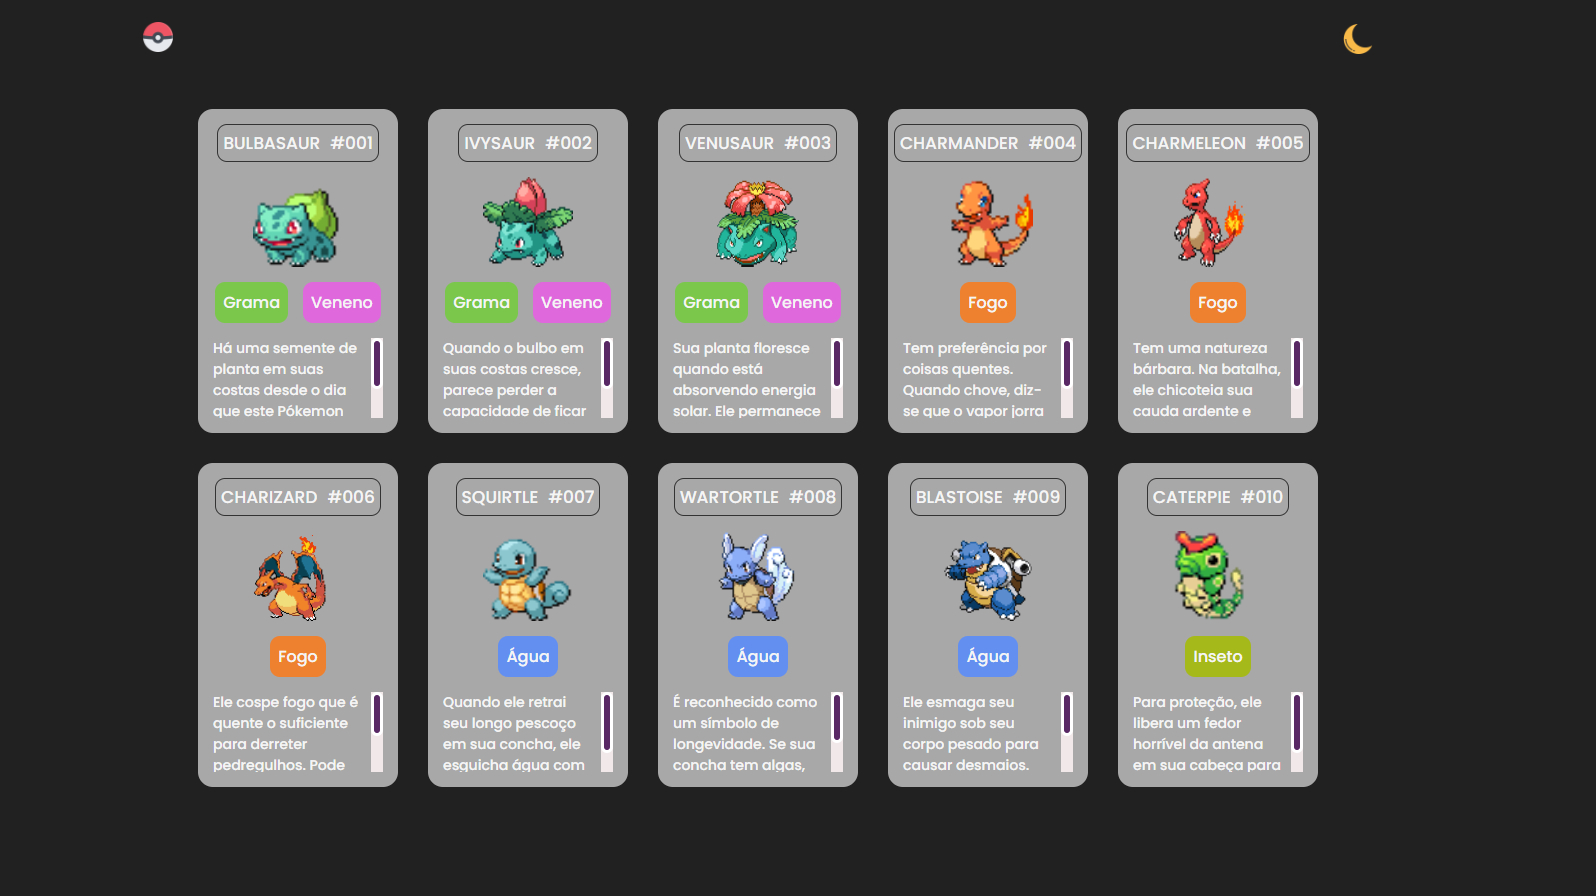 BULBASAUR #001
Grama Veneno
Há uma semente de
planta em suas
costas desde o dia
que este Pókemon
IVYSAUR #002
Grama Veneno
Quando o bulbo em
suas costas cresce,
parece perder a
capacidade de ficar
VENUSAUR #003
Grama Veneno
Sua planta floresce
quando está
absorvendo energia
solar. Ele permanece
CHARMANDER #004
Fogo
Tem preferência por
coisas quentes.
Quando chove, diz-
se que o vapor jorra
CHARMELEON #005
Fogo
Tem uma natureza
bárbara. Na batalha,
ele chicoteia sua
cauda ardente e
CHARIZARD #006
Fogo
Ele cospe fogo que é
quente o suficiente
para derreter
pedregulhos. Pode
SQUIRTLE #007
Água
Quando ele retrai
seu longo pescoço
em sua concha, ele
esguicha água com
WARTORTLE #008
Água
É reconhecido como
um símbolo de
longevidade. Se sua
concha tem algas,
BLASTOISE #009
Água
Ele esmaga seu
inimigo sob seu
corpo pesado para
causar desmaios.
CATERPIE #010
Inseto
Para proteção, ele
libera um fedor
horrível da antena
em sua cabeça para